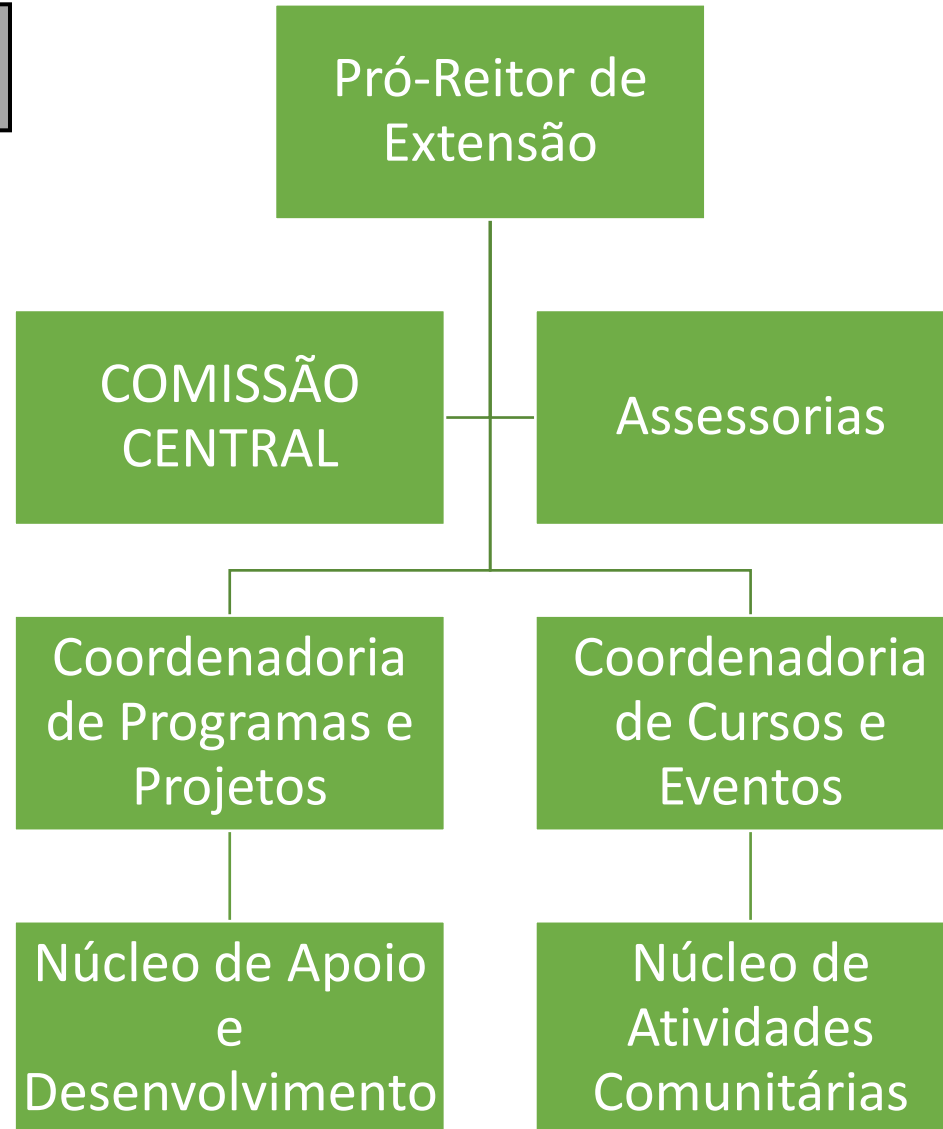 Pró-Reitor de
Extensão
COMISSÃO
CENTRAL
Assessorias
Coordenadoria
de Programas e
Projetos
Coordenadoria
de Cursos e
Eventos
Núcleo de Apoio
e
Desenvolvimento
Núcleo de
Atividades
Comunitárias